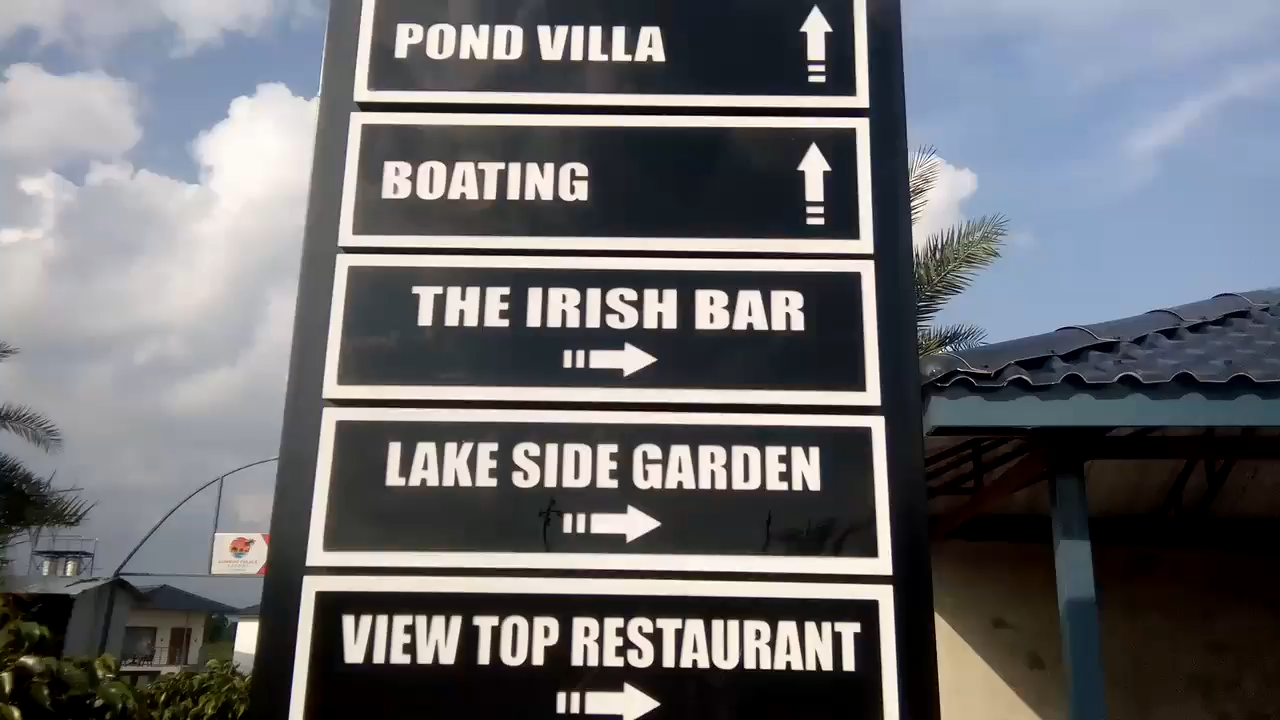 POND VILLA
BOATING
THE IRISH BAR
LAKE SIDE GARDEN
VIEW TOP RESTAURANT